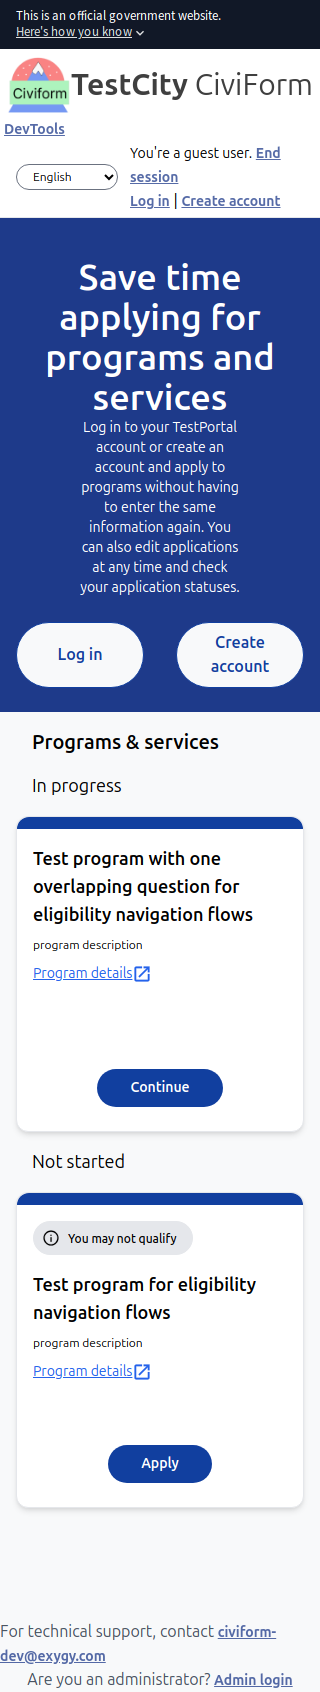 This is an official government website.
Here's how you know
Civiform
TestCity CiviForm
DevTools
English
You're a guest user. End
session
Log in | Create account
Save time
applying for
programs and
services
Log in to your TestPortal
account or create an
account and apply to
programs without having
to enter the same
information again. You
can also edit applications
at any time and check
your application statuses.
Log in
Create
account
Programs & services
In progress
Test program with one
overlapping question for
eligibility navigation flows
program description
Program details
Continue
Not started
You may not qualify
Test program for eligibility
navigation flows
program description
Program details
Apply
For technical support, contact civiform-
dev@exygy.com
Are you an administrator? Admin login